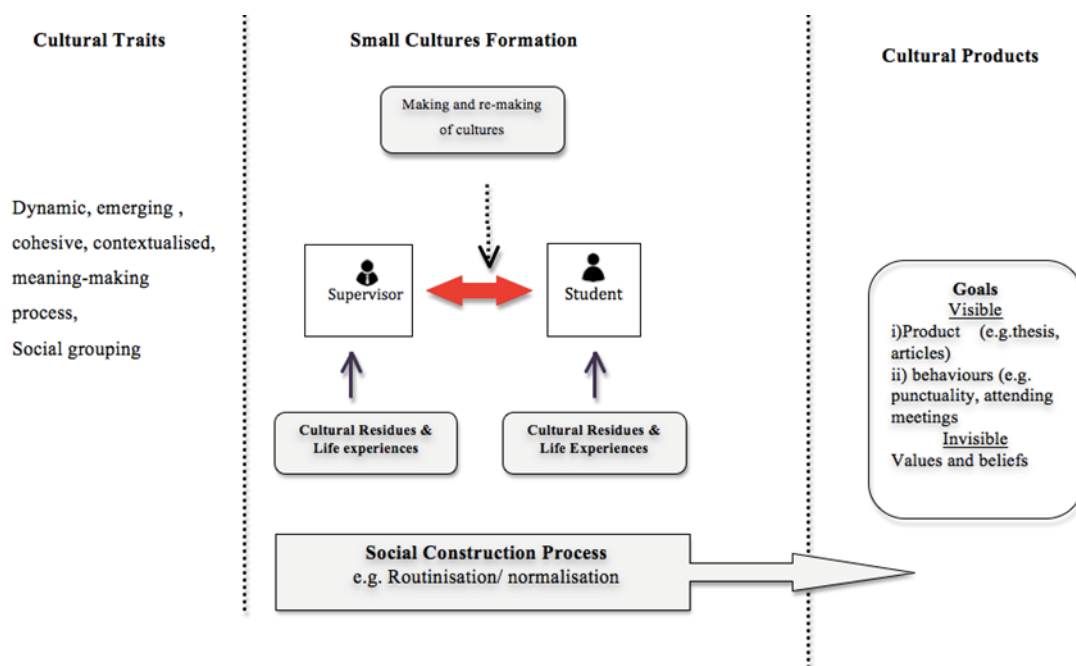 Cultural Traits
Dynamic, emerging ,
cohesive, contextualised,
meaning-making
process,
Social grouping
Small Cultures Formation
Making and re-making
of cultures
Supervisor
Student
Cultural Residues &
Life experiences
Cultural Residues &
Life Experiences
Social Construction Process
e.g. Routinisation/ normalisation
Cultural Products
Goals
Visible
i)Product (e.g.thesis,
articles)
ii) behaviours (e.g.
punctuality, attending
meetings
Invisible
Values and beliefs